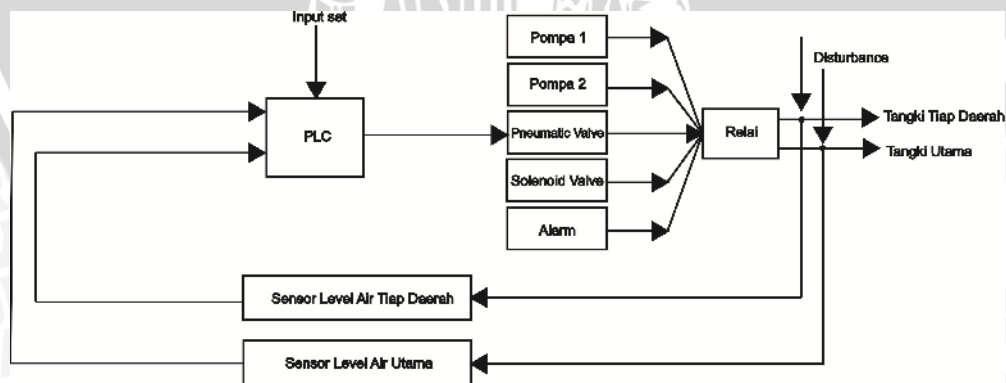 Input set
Pompa 1
Disturbance
Pompa 2
Tangki Tiap Daerah
PLC
Pneumatic Valve
Relai
Tangki Utama
Solenoid Valve
Alarm
Sensor Level Air Tiap Daerah
Sensor Level Air Utama